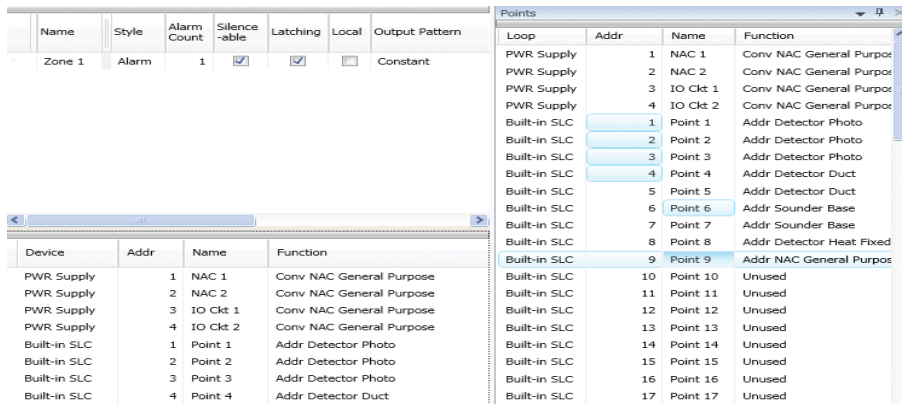 Name Style Alarm Count Silence -able Latching Local Output Pattern
Zone 1 Alarm 1 Constant
Device Addr Name Function
PWR Supply 1 NAC 1 Conv NAC General Purpose
PWR Supply 2 NAC 2 Conv NAC General Purpose
PWR Supply 3 IO Ckt 1 Conv NAC General Purpose
PWR Supply 4 IO Ckt 2 Conv NAC General Purpose
Built-in SLC 1 Point 1 Addr Detector Photo
Built-in SLC 2 Point 2 Addr Detector Photo
Built-in SLC 3 Point 3 Addr Detector Photo
Built-in SLC 4 Point 4 Addr Detector Duct
Points
Loop Addr Name Function
PWR Supply 1 NAC 1 Conv NAC General Purpos
PWR Supply 2 NAC 2 Conv NAC General Purpos
PWR Supply 3 IO Ckt 1 Conv NAC General Purpos
PWR Supply 4 IO Ckt 2 Conv NAC General Purpos
Built-in SLC 1 Point 1 Addr Detector Photo
Built-in SLC 2 Point 2 Addr Detector Photo
Built-in SLC 3 Point 3 Addr Detector Photo
Built-in SLC 4 Point 4 Addr Detector Duct
Built-in SLC 5 Point 5 Addr Detector Duct
Built-in SLC 6 Point 6 Addr Sounder Base
Built-in SLC 7 Point 7 Addr Sounder Base
Built-in SLC 8 Point 8 Addr Detector Heat Fixed
Built-in SLC 9 Point 9 Addr NAC General Purpos
Built-in SLC 10 Point 10 Unused
Built-in SLC 11 Point 11 Unused
Built-in SLC 12 Point 12 Unused
Built-in SLC 13 Point 13 Unused
Built-in SLC 14 Point 14 Unused
Built-in SLC 15 Point 15 Unused
Built-in SLC 16 Point 16 Unused
Built-in SLC 17 Point 17 Unused